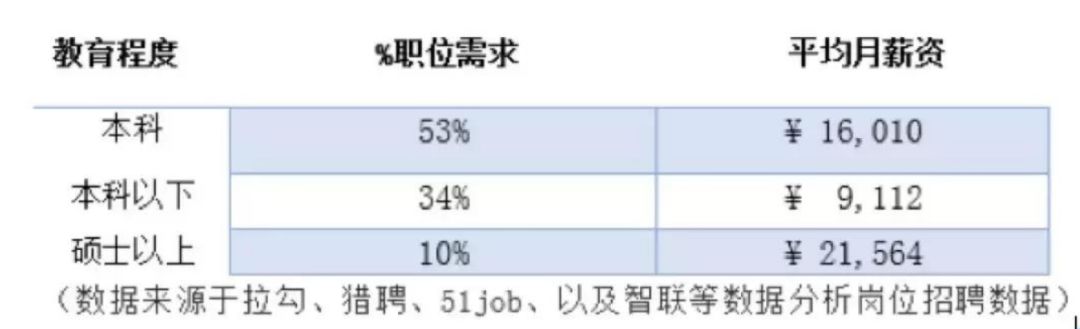 教育程度 %职位需求 平均月薪资
本科 53% ¥ 16,010
本科以下 34% ¥ 9,112
硕士以上 10% ¥ 21,564
（数据来源于拉勾、猎聘、51job、以及智联等数据分析岗位招聘数据）